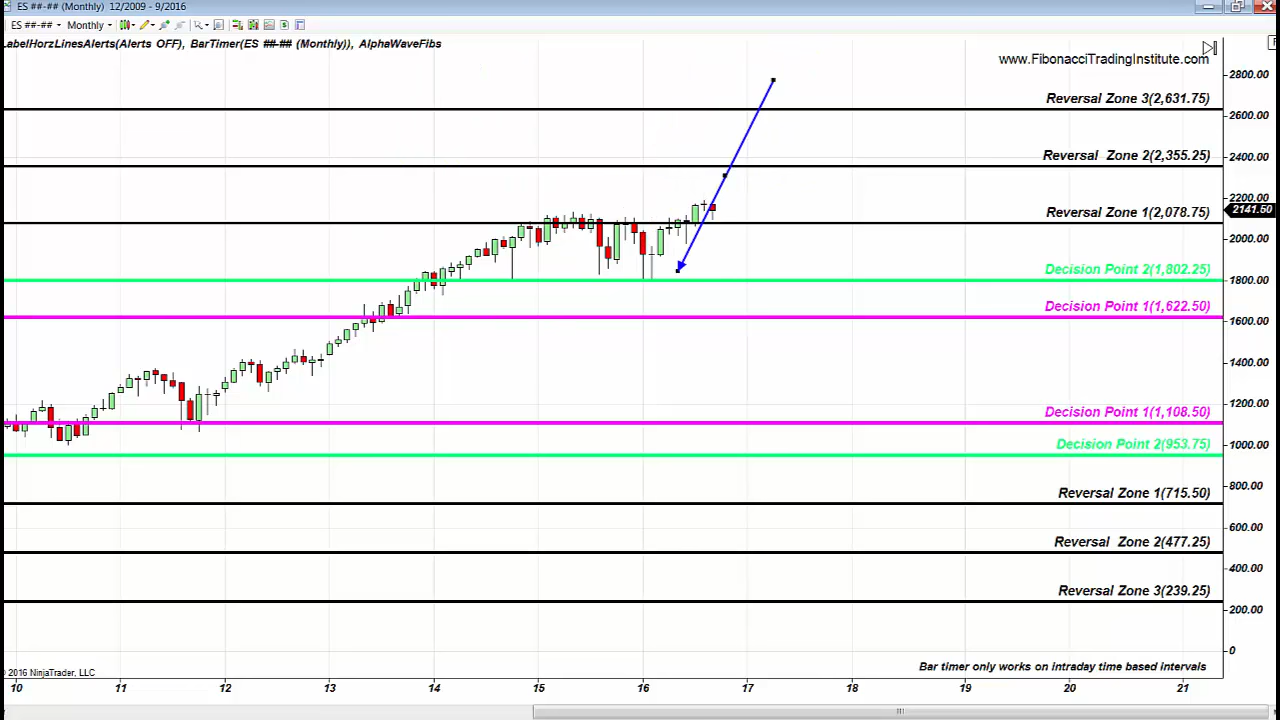 ES ##-## (Monthly)  12/2009 - 9/2016
ES ##-## Monthly
LabelHorzLinesAlerts(Alerts OFF), BarTimer(ES ##-## (Monthly)), AlphaWaveFibs
www.FibonacciTradingInstitute.com
2800.00
Reversal Zone 3(2,631.75)
2600.00
Reversal  Zone 2(2,355.25)
2400.00
2200.00
Reversal Zone 1(2,078.75)
2141.50
2000.00
Decision Point 2(1,802.25)
1800.00
Decision Point 1(1,622.50)
1600.00
1400.00
1200.00
Decision Point 1(1,108.50)
Decision Point 2(953.75)
1000.00
800.00
Reversal Zone 1(715.50)
600.00
Reversal  Zone 2(477.25)
400.00
Reversal Zone 3(239.25)
200.00
0
© 2016 NinjaTrader, LLC
Bar timer only works on intraday time based intervals
10 11 12 13 14 15 16 17 18 19 20 21